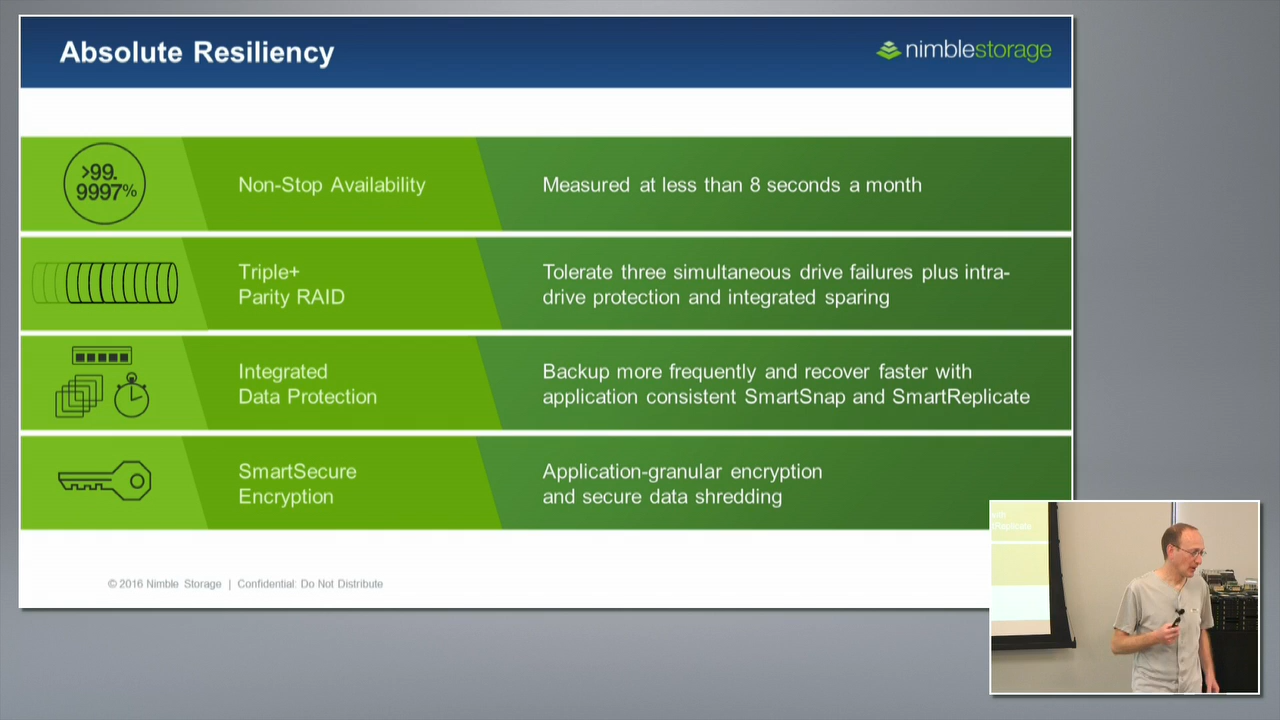 Absolute Resiliency
nimblestorage
>99.
9997%
Non-Stop Availability
Measured at less than 8 seconds a month
Triple+
Parity RAID
Tolerate three simultaneous drive failures plus intra-
drive protection and integrated sparing
Integrated
Data Protection
Backup more frequently and recover faster with
application consistent SmartSnap and SmartReplicate
SmartSecure
Encryption
Application-granular encryption
and secure data shredding
© 2016 Nimble Storage | Confidential: Do Not Distribute